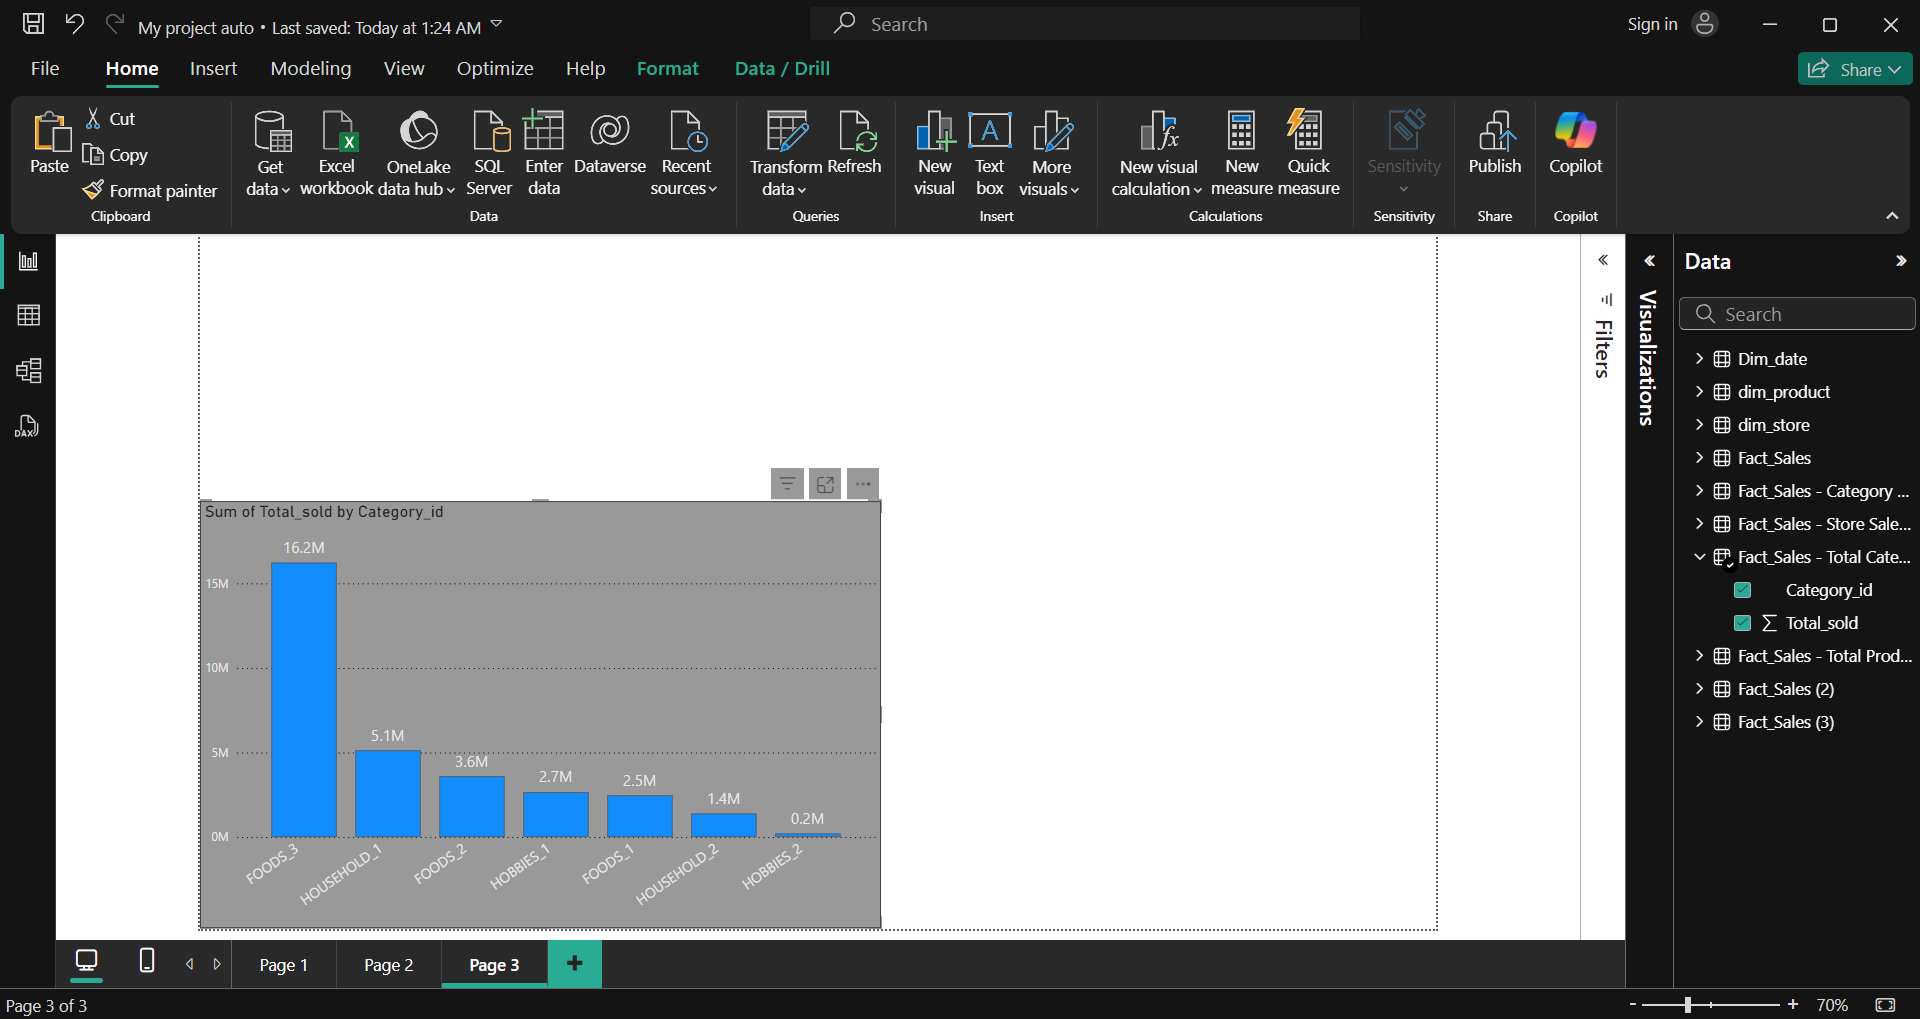 My project auto • Last saved: Today at 1:24 AM
Search
Sign in
File
Home
Insert
Modeling
View
Optimize
Help
Format
Data / Drill
Share
Paste
Cut
Copy
Format painter
Clipboard
Get data
Excel workbook
OneLake data hub
SQL Server
Enter data
Dataverse
Recent sources
Data
Transform data
Refresh
Queries
New visual
Text box
More visuals
Insert
New visual calculation
New measure
Quick measure
Calculations
Sensitivity
Sensitivity
Publish
Share
Copilot
Copilot
DAX
Sum of Total_sold by Category_id
16.2M
15M
10M
5.1M
5M
3.6M
2.7M
2.5M
1.4M
0.2M
0M
FOODS_3
HOUSEHOLD_1
FOODS_2
HOBBIES_1
FOODS_1
HOUSEHOLD_2
HOBBIES_2
Filters
Visualizations
Data
Search
Dim_date
dim_product
dim_store
Fact_Sales
Fact_Sales - Category ...
Fact_Sales - Store Sale...
Fact_Sales - Total Cate...
Category_id
Total_sold
Fact_Sales - Total Prod...
Fact_Sales (2)
Fact_Sales (3)
Page 1
Page 2
Page 3
Page 3 of 3
70%